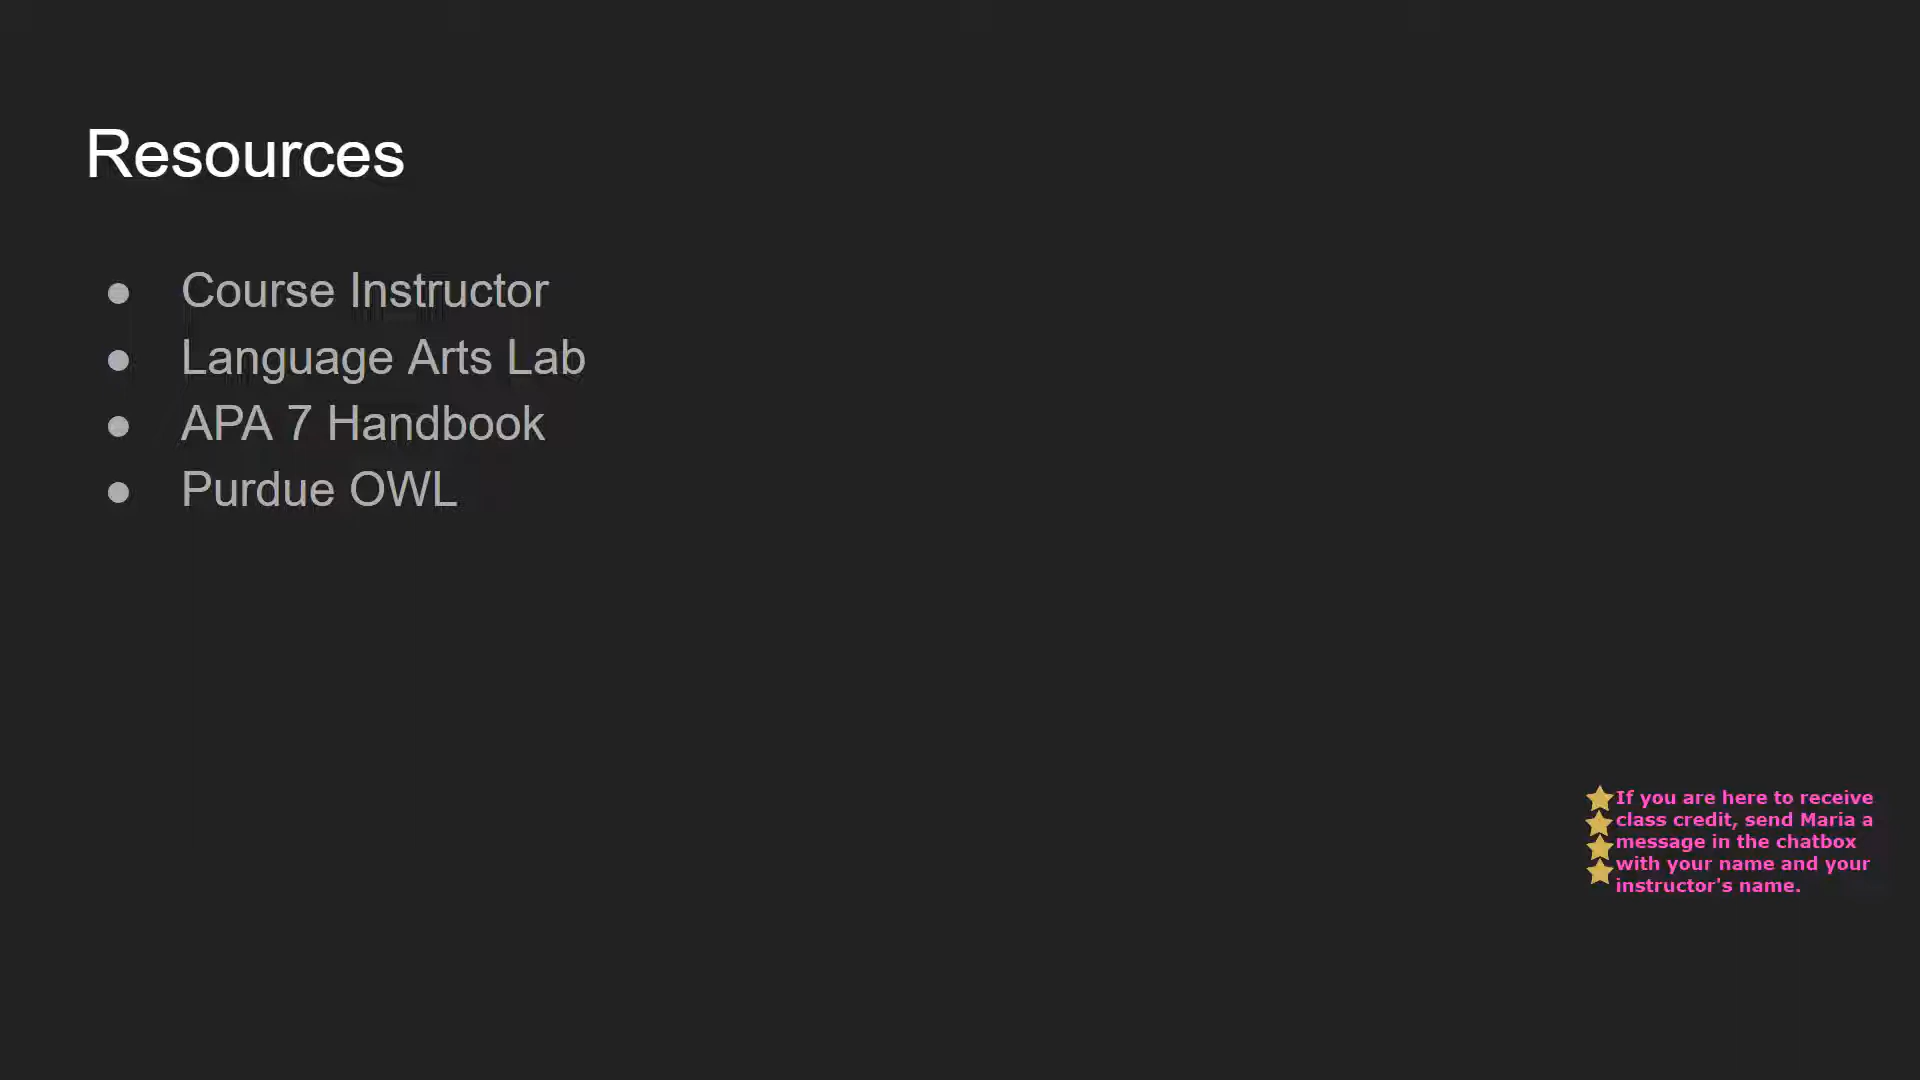 Resources
● Course Instructor
● Language Arts Lab
● APA 7 Handbook
● Purdue OWL
If you are here to receive
class credit, send Maria a
message in the chatbox
with your name and your
instructor's name.